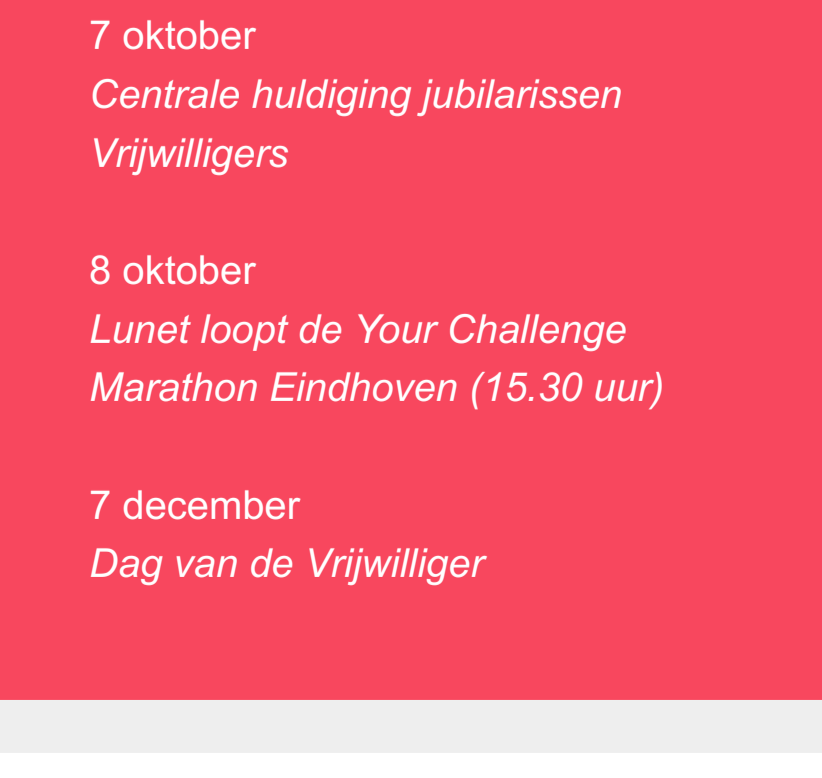 7 oktober
Centrale huldiging jubilarissen
Vrijwilligers
8 oktober
Lunet loopt de Your Challenge
Marathon Eindhoven (15.30 uur)
7 december
Dag van de Vrijwilliger